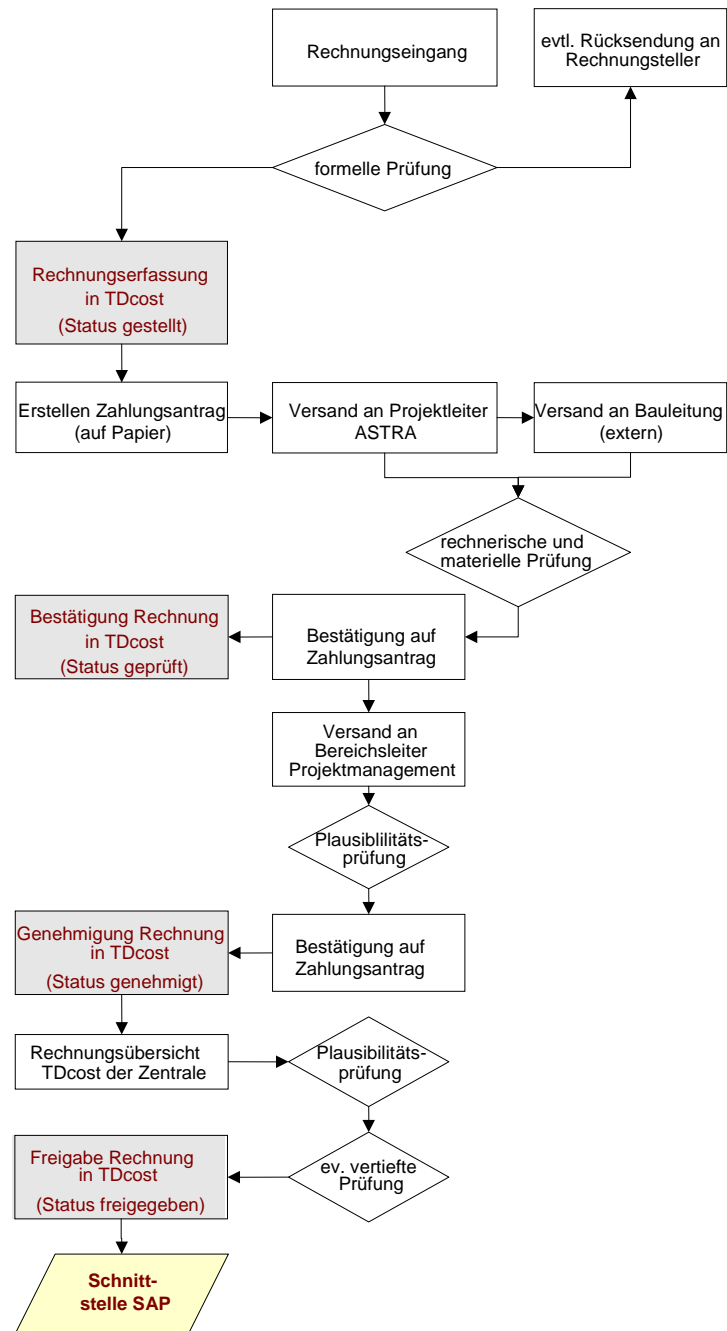 Rechnungseingang
evtl. Rücksendung an
Rechnungsteller
formelle Prüfung
Rechnungserfassung
in TDcost
(Status gestellt)
Erstellen Zahlungsantrag
(auf Papier)
Versand an Projektleiter
ASTRA
Versand an Bauleitung
(extern)
rechnerische und
materielle Prüfung
Bestätigung Rechnung
in TDcost
(Status geprüft)
Bestätigung auf
Zahlungsantrag
Versand an
Bereichsleiter
Projektmanagement
Plausiblilitäts-
prüfung
Genehmigung Rechnung
in TDcost
(Status genehmigt)
Bestätigung auf
Zahlungsantrag
Rechnungsübersicht
TDcost der Zentrale
Plausibilitäts-
prüfung
Freigabe Rechnung
in TDcost
(Status freigegeben)
ev. vertiefte
Prüfung
Schnitt-
stelle SAP